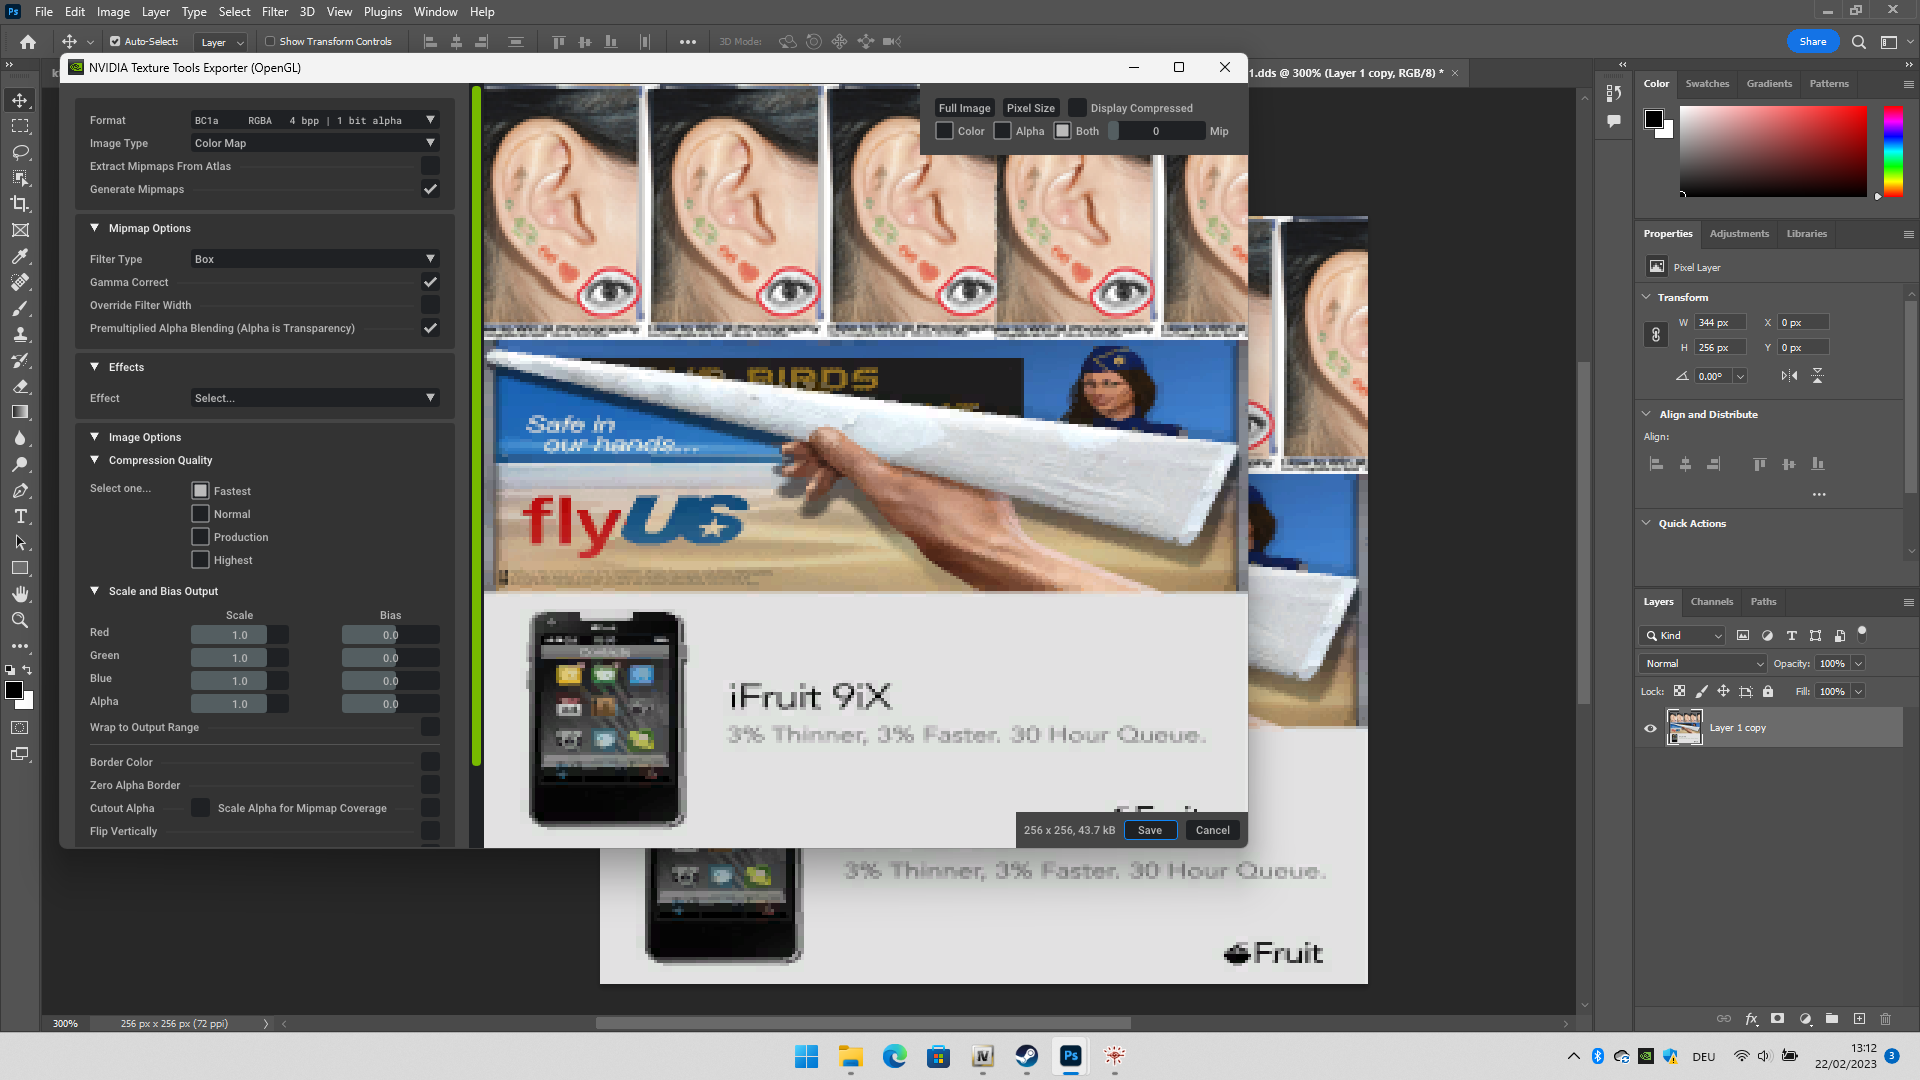 File Edit Image Layer Type Select Filter 3D View Plugins Window Help
Auto-Select: Layer Show Transform Controls 3D Mode: Share
NVIDIA Texture Tools Exporter (OpenGL)
1.dds @ 300% (Layer 1 copy, RGB/8) *
Format BC1a RGBA 4 bpp | 1 bit alpha
Image Type Color Map
Extract Mipmaps From Atlas
Generate Mipmaps
Mipmap Options
Filter Type Box
Gamma Correct
Override Filter Width
Premultiplied Alpha Blending (Alpha is Transparency)
Effects
Effect Select...
Image Options
Compression Quality
Select one... Fastest
Normal
Production
Highest
Scale and Bias Output
Scale Bias
Red 1.0 0.0
Green 1.0 0.0
Blue 1.0 0.0
Alpha 1.0 0.0
Wrap to Output Range
Border Color
Zero Alpha Border
Cutout Alpha Scale Alpha for Mipmap Coverage
Flip Vertically
Full Image Pixel Size Display Compressed
Color Alpha Both 0 Mip
BIRDS
Safe in
our hands...
flyUS
Contacts
iFruit 9iX
3% Thinner, 3% Faster. 30 Hour Queue.
256 x 256, 43.7 kB Save Cancel
3% Thinner, 3% Faster. 30 Hour Queue.
Fruit
Color Swatches Gradients Patterns
Properties Adjustments Libraries
Pixel Layer
Transform
W 344 px X 0 px
H 256 px Y 0 px
0.00°
Align and Distribute
Align:
Quick Actions
Layers Channels Paths
Kind
Normal Opacity: 100%
Lock: Fill: 100%
Layer 1 copy
300% 256 px x 256 px (72 ppi)
DEU 13:12
22/02/2023 3